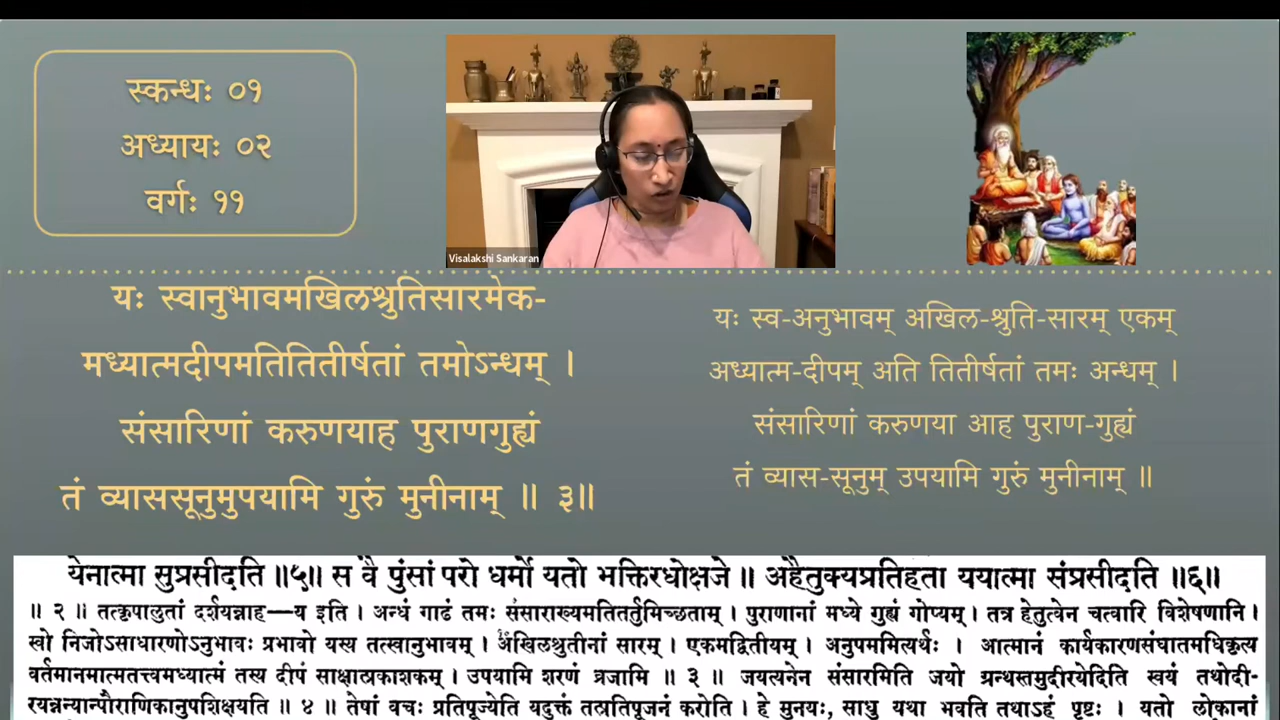 स्कन्धः ०१
अध्यायः ०२
वर्गः ११
Visalakshi Sankaran
यः स्वानुभावमखिलश्रुतिसारमेक-
मध्यात्मदीपमतितितीर्षतां तमोऽन्धम् ।
संसारिणां करुणयाह पुराणगुह्यं
तं व्याससूनुमुपयामि गुरुं मुनीनाम् ॥ ३॥
यः स्व-अनुभावम् अखिल-श्रुति-सारम् एकम्
अध्यात्म-दीपम् अति तितीर्षतां तमः अन्धम् ।
संसारिणां करुणया आह पुराण-गुह्यं
तं व्यास-सूनुम् उपयामि गुरुं मुनीनाम् ॥
येनात्मा सुप्रसीदति ॥५॥ स वै पुंसां परो धर्मो यतो भक्तिरधोक्षजे ॥ अहैतुक्यप्रतिहता ययात्मा संप्रसीदति ॥६॥
॥ २ ॥ तत्कृपालुतां दर्शयन्नाह—य इति । अन्धं गाढं तमः संसाराख्यमतितर्तुमिच्छताम् । पुराणानां मध्ये गुह्यं गोप्यम् । तत्र हेतुत्वेन चत्वारि विशेषणानि ।
स्वो निजोऽसाधारणोऽनुभावः प्रभावो यस्य तत्स्वानुभावम् । अखिलश्रुतीनां सारम् । एकमद्वितीयम् । अनुपममित्यर्थः । आत्मानं कार्यकारणसंघातमधिकृत्य
वर्तमानमात्मतत्त्वमध्यात्मं तस्य दीपं साक्षात्प्रकाशकम् । उपयामि शरणं व्रजामि ॥ ३ ॥ जयत्यनेन संसारमिति जयो ग्रन्थस्तमुदीरयेदिति स्वयं तथोदी-
रयन्नन्यान्पौराणिकानुपशिक्षयति ॥ ४ ॥ तेषां वचः प्रतिपूज्येति यदुक्तं तत्प्रतिपूजनं करोति । हे मुनयः, साधु यथा भवति तथाऽहं पृष्टः । यतो लोकानां